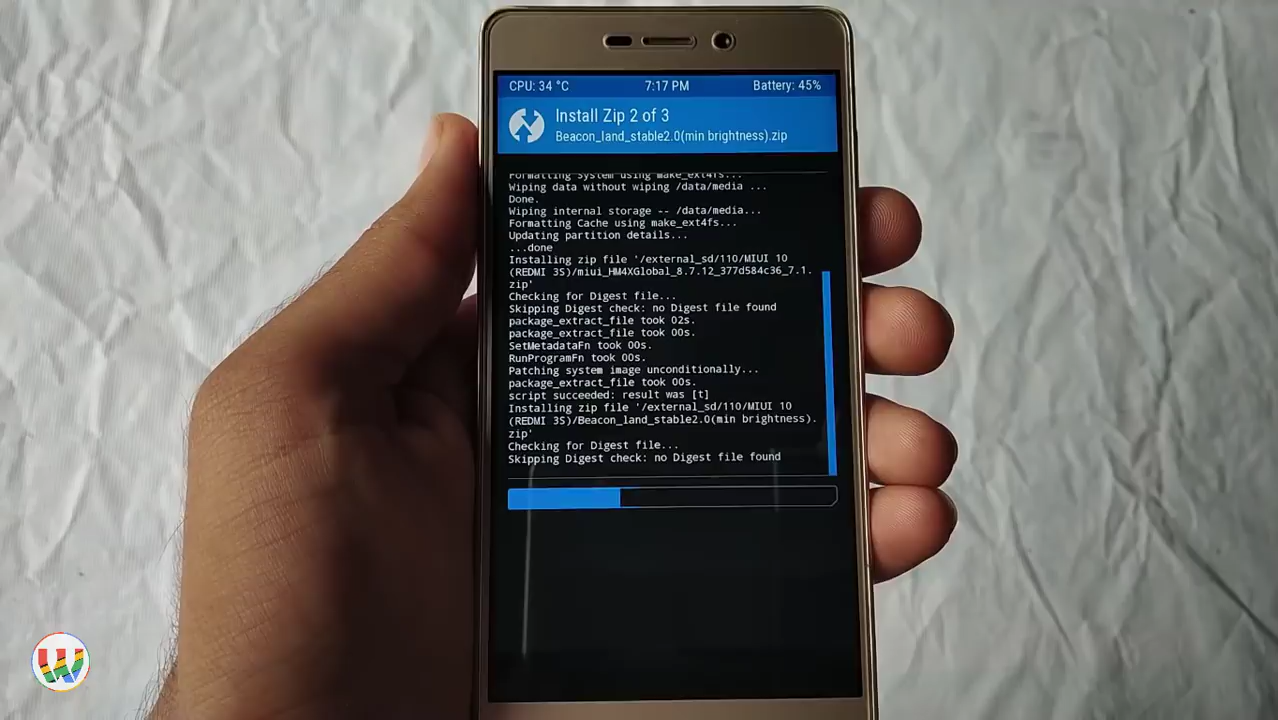 CPU: 34 °C 7:17 PM Battery: 45%
Install Zip 2 of 3
Beacon_land_stable2.0(min brightness).zip
Formatting System using make_ext4fs...
Wiping data without wiping /data/media ...
Done.
Wiping internal storage -- /data/media...
Formatting Cache using make_ext4fs...
Updating partition details...
...done
Installing zip file '/external_sd/110/MIUI 10
(REDMI 3S)/miui_HM4XGlobal_8.7.12_377d584c36_7.1.
zip'
Checking for Digest file...
Skipping Digest check: no Digest file found
package_extract_file took 02s.
package_extract_file took 00s.
SetMetadataFn took 00s.
RunProgramFn took 00s.
Patching system image unconditionally...
package_extract_file took 00s.
script succeeded: result was [t]
Installing zip file '/external_sd/110/MIUI 10
(REDMI 3S)/Beacon_land_stable2.0(min brightness).
zip'
Checking for Digest file...
Skipping Digest check: no Digest file found
W